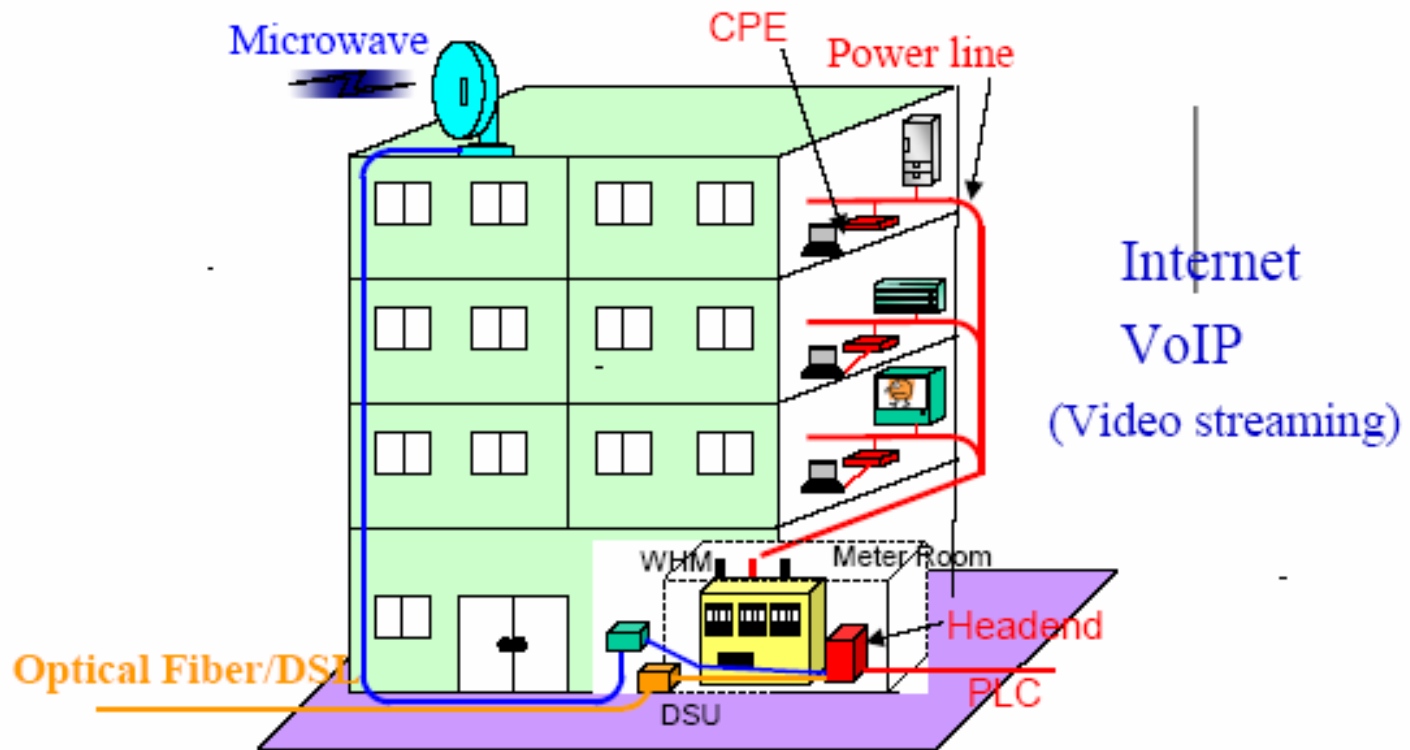 CPE
Microwave
Power line
Internet
VoIP
(Video streaming)
WHM
Meter Room
Headend
Optical Fiber/DSL
PLC
DSU